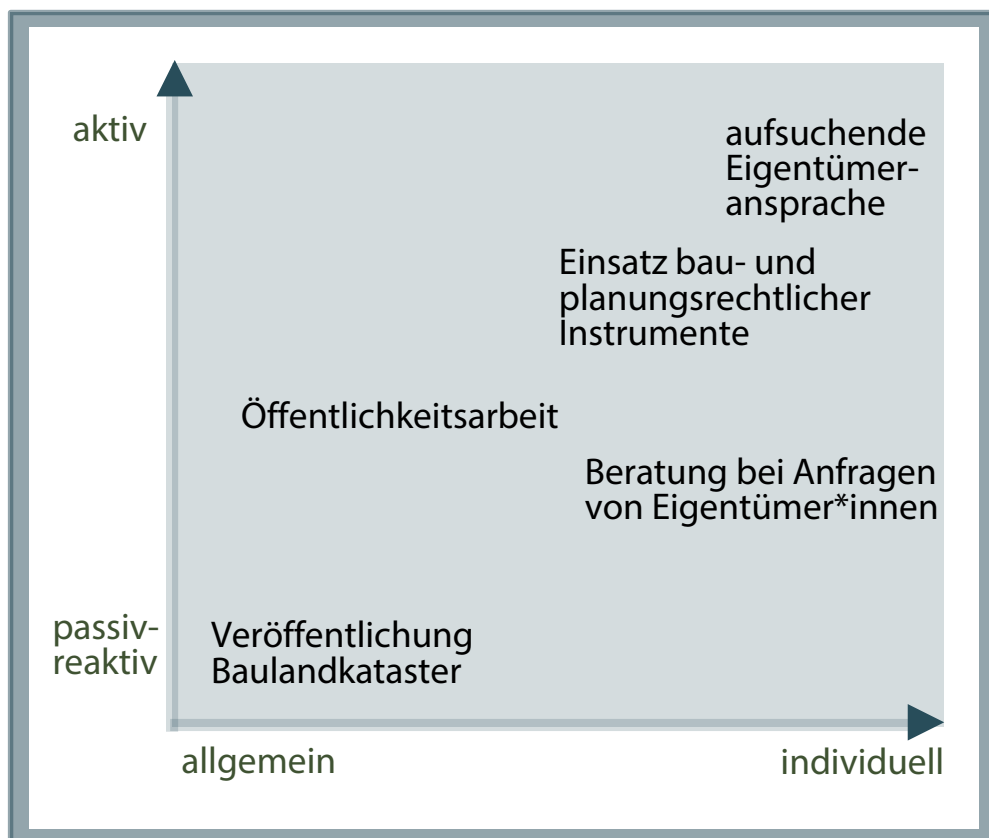 aktiv
aufsuchende
Eigentümer-
ansprache
Einsatz bau- und
planungsrechtlicher
Instrumente
Öffentlichkeitsarbeit
Beratung bei Anfragen
von Eigentümer*innen
passiv-
reaktiv
Veröffentlichung
Baulandkataster
allgemein
individuell